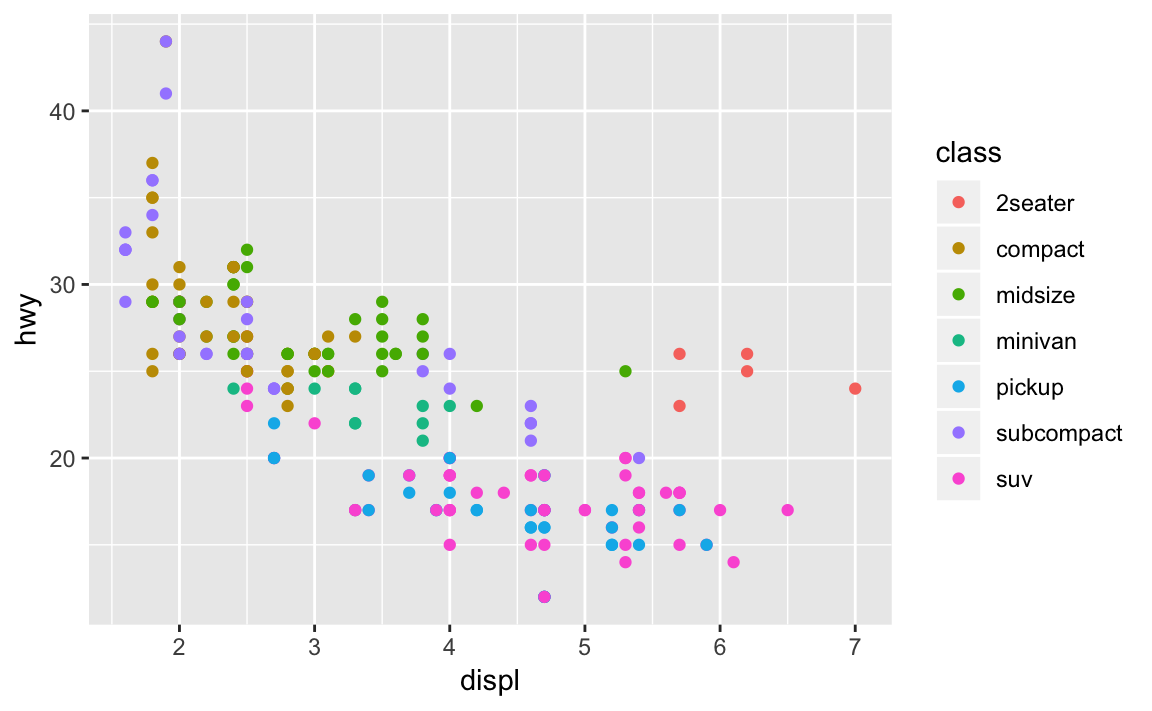 hwy
40
30
20
2 3 4 5 6 7
displ
class
2seater
compact
midsize
minivan
pickup
subcompact
suv